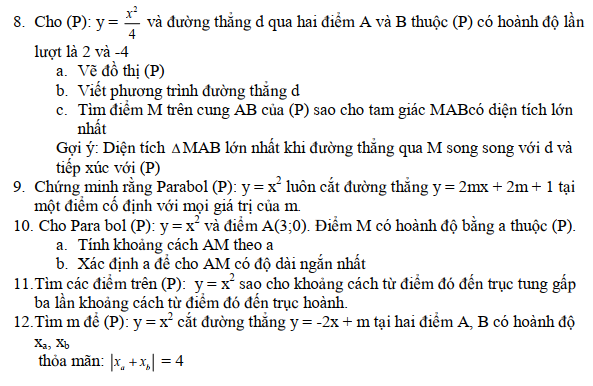 8. Cho (P): y = x²/4 và đường thẳng d qua hai điểm A và B thuộc (P) có hoành độ lần
lượt là 2 và -4
a. Vẽ đồ thị (P)
b. Viết phương trình đường thẳng d
c. Tìm điểm M trên cung AB của (P) sao cho tam giác MABcó diện tích lớn
nhất
Gợi ý: Diện tích △MAB lớn nhất khi đường thẳng qua M song song với d và
tiếp xúc với (P)
9. Chứng minh rằng Parabol (P): y = x² luôn cắt đường thẳng y = 2mx + 2m + 1 tại
một điểm cố định với mọi giá trị của m.
10. Cho Para bol (P): y = x² và điểm A(3;0). Điểm M có hoành độ bằng a thuộc (P).
a. Tính khoảng cách AM theo a
b. Xác định a để cho AM có độ dài ngắn nhất
11.Tìm các điểm trên (P): y = x² sao cho khoảng cách từ điểm đó đến trục tung gấp
ba lần khoảng cách từ điểm đó đến trục hoành.
12.Tìm m để (P): y = x² cắt đường thẳng y = -2x + m tại hai điểm A, B có hoành độ
xₐ, x_b
thỏa mãn: |xₐ + x_b| = 4